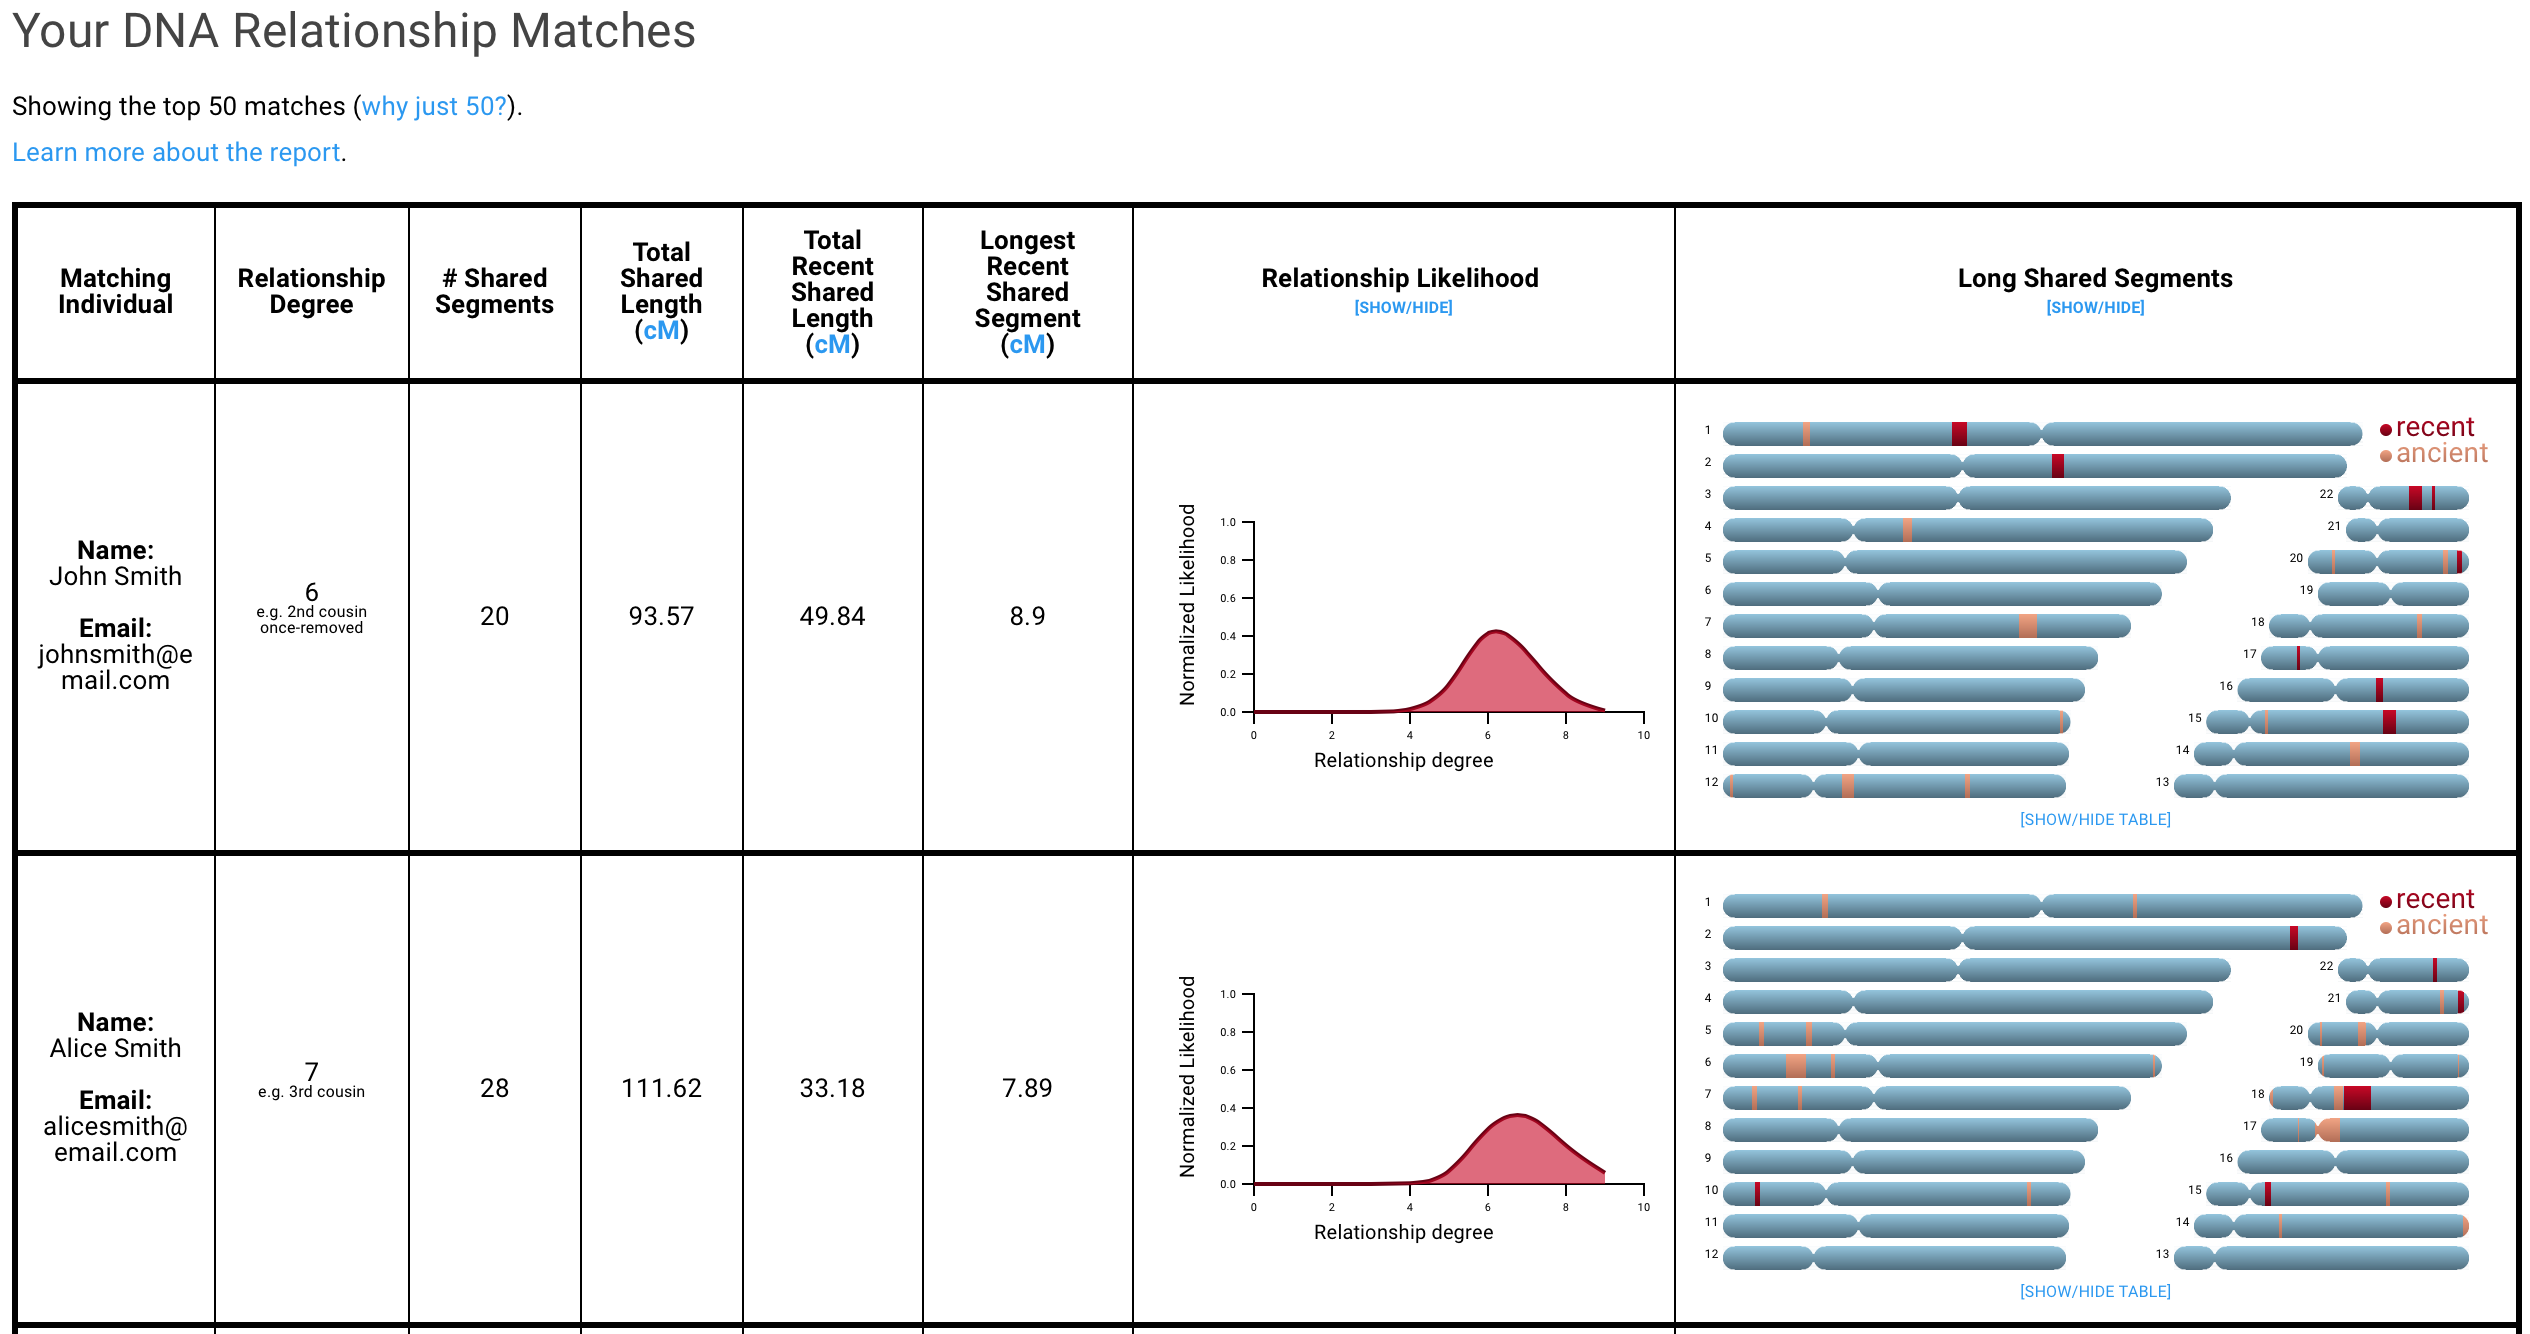 Your DNA Relationship Matches
Showing the top 50 matches (why just 50?).
Learn more about the report.
Matching
Individual
Relationship
Degree
# Shared
Segments
Total
Shared
Length
(cM)
Total
Recent
Shared
Length
(cM)
Longest
Recent
Shared
Segment
(cM)
Relationship Likelihood
[SHOW/HIDE]
Long Shared Segments
[SHOW/HIDE]
Name:
John Smith
Email:
johnsmith@e
mail.com
6
e.g. 2nd cousin
once-removed
20
93.57
49.84
8.9
Normalized Likelihood
1.0
0.8
0.6
0.4
0.2
0.0
0 2 4 6 8 10
Relationship degree
1
2
3
4
5
6
7
8
9
10
11
12
recent
ancient
22
21
20
19
18
17
16
15
14
13
[SHOW/HIDE TABLE]
Name:
Alice Smith
Email:
alicesmith@
email.com
7
e.g. 3rd cousin
28
111.62
33.18
7.89
Normalized Likelihood
1.0
0.8
0.6
0.4
0.2
0.0
0 2 4 6 8 10
Relationship degree
1
2
3
4
5
6
7
8
9
10
11
12
recent
ancient
22
21
20
19
18
17
16
15
14
13
[SHOW/HIDE TABLE]